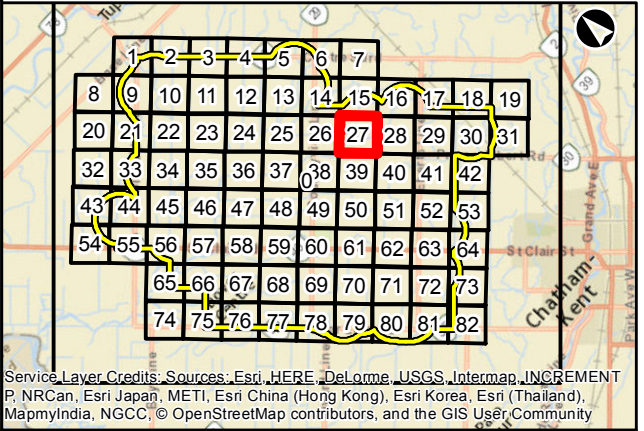 20
Tup
39
1 2 3 4 5 6 7
8 9 10 11 12 13 14 15 16 17 18 19
20 21 22 23 24 25 26 27 28 29 30 31
32 33 34 35 36 37 38 39 40 41 42
0
43 44 45 46 47 48 49 50 51 52 53
54 55 56 57 58 59 60 61 62 63 64
St Clair St
Grand Ave E
65 66 67 68 69 70 71 72 73
Chatham-
Kent
Park Ave W
74 75 76 77 78 79 80 81 82
Service Layer Credits: Sources: Esri, HERE, DeLorme, USGS, Intermap, INCREMENT
P, NRCan, Esri Japan, METI, Esri China (Hong Kong), Esri Korea, Esri (Thailand),
MapmyIndia, NGCC, © OpenStreetMap contributors, and the GIS User Community